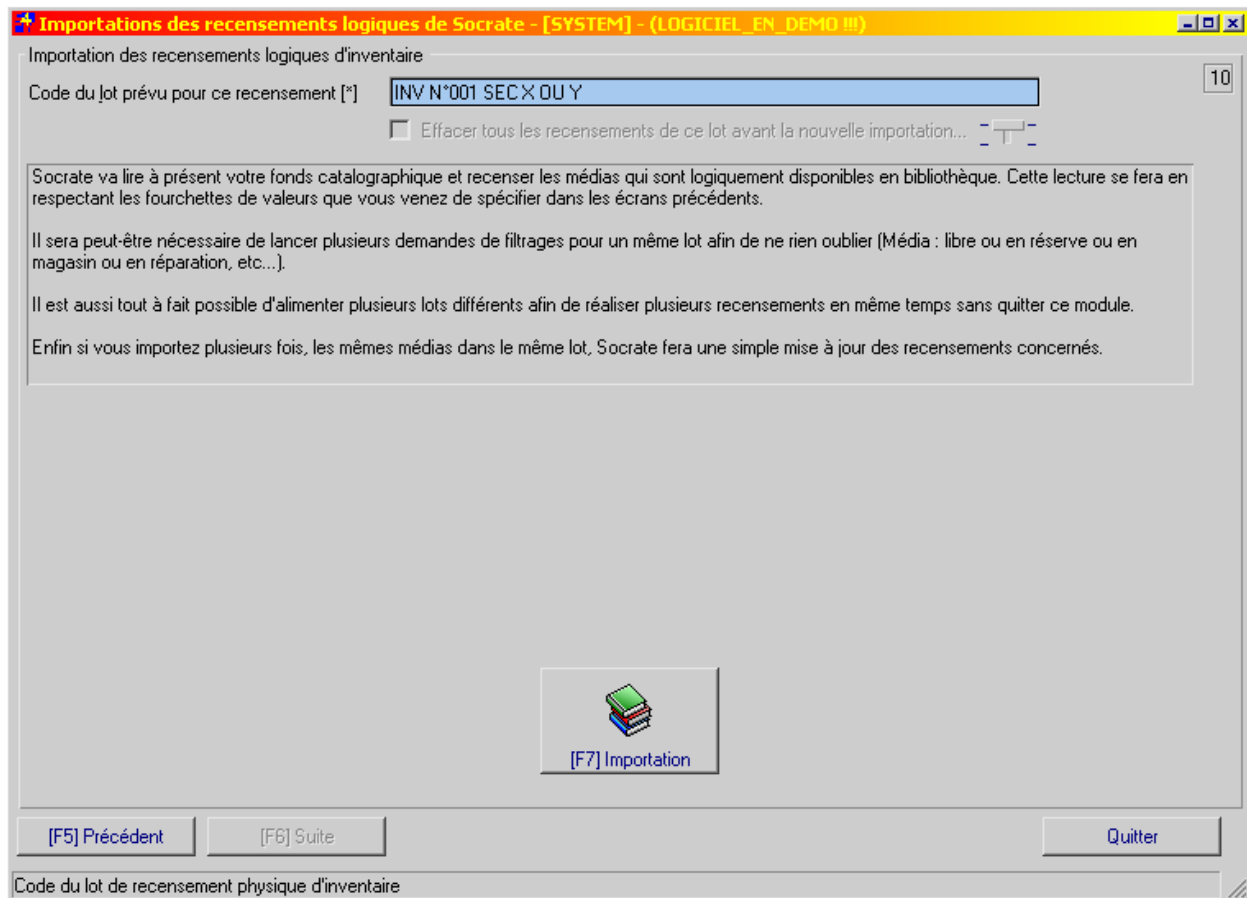 Importations des recensements logiques de Socrate - [SYSTEM] - (LOGICIEL_EN_DEMO !!!)
Importation des recensements logiques d'inventaire
10
Code du lot prévu pour ce recensement [*]
INV N°001 SEC X OU Y
Effacer tous les recensements de ce lot avant la nouvelle importation...
Socrate va lire à présent votre fonds catalographique et recenser les médias qui sont logiquement disponibles en bibliothèque. Cette lecture se fera en
respectant les fourchettes de valeurs que vous venez de spécifier dans les écrans précédents.
Il sera peut-être nécessaire de lancer plusieurs demandes de filtrages pour un même lot afin de ne rien oublier (Média : libre ou en réserve ou en
magasin ou en réparation, etc...).
Il est aussi tout à fait possible d'alimenter plusieurs lots différents afin de réaliser plusieurs recensements en même temps sans quitter ce module.
Enfin si vous importez plusieurs fois, les mêmes médias dans le même lot, Socrate fera une simple mise à jour des recensements concernés.
[F7] Importation
[F5] Précédent
[F6] Suite
Quitter
Code du lot de recensement physique d'inventaire